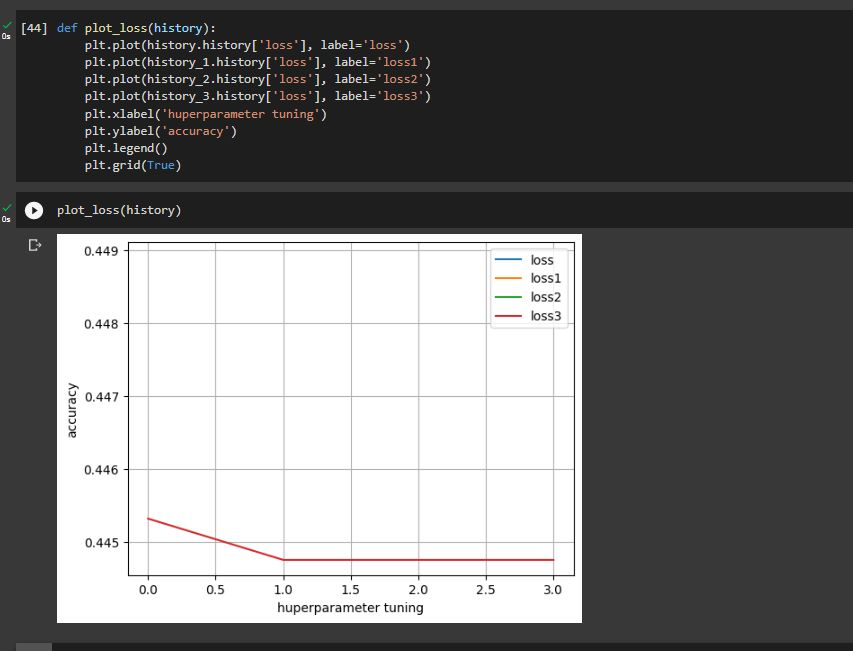 [44] def plot_loss(history):
plt.plot(history.history['loss'], label='loss')
plt.plot(history_1.history['loss'], label='loss1')
plt.plot(history_2.history['loss'], label='loss2')
plt.plot(history_3.history['loss'], label='loss3')
plt.xlabel('huperparameter tuning')
plt.ylabel('accuracy')
plt.legend()
plt.grid(True)
0s
plot_loss(history)
0s
0.449
0.448
0.447
0.446
0.445
accuracy
loss
loss1
loss2
loss3
0.0 0.5 1.0 1.5 2.0 2.5 3.0
huperparameter tuning